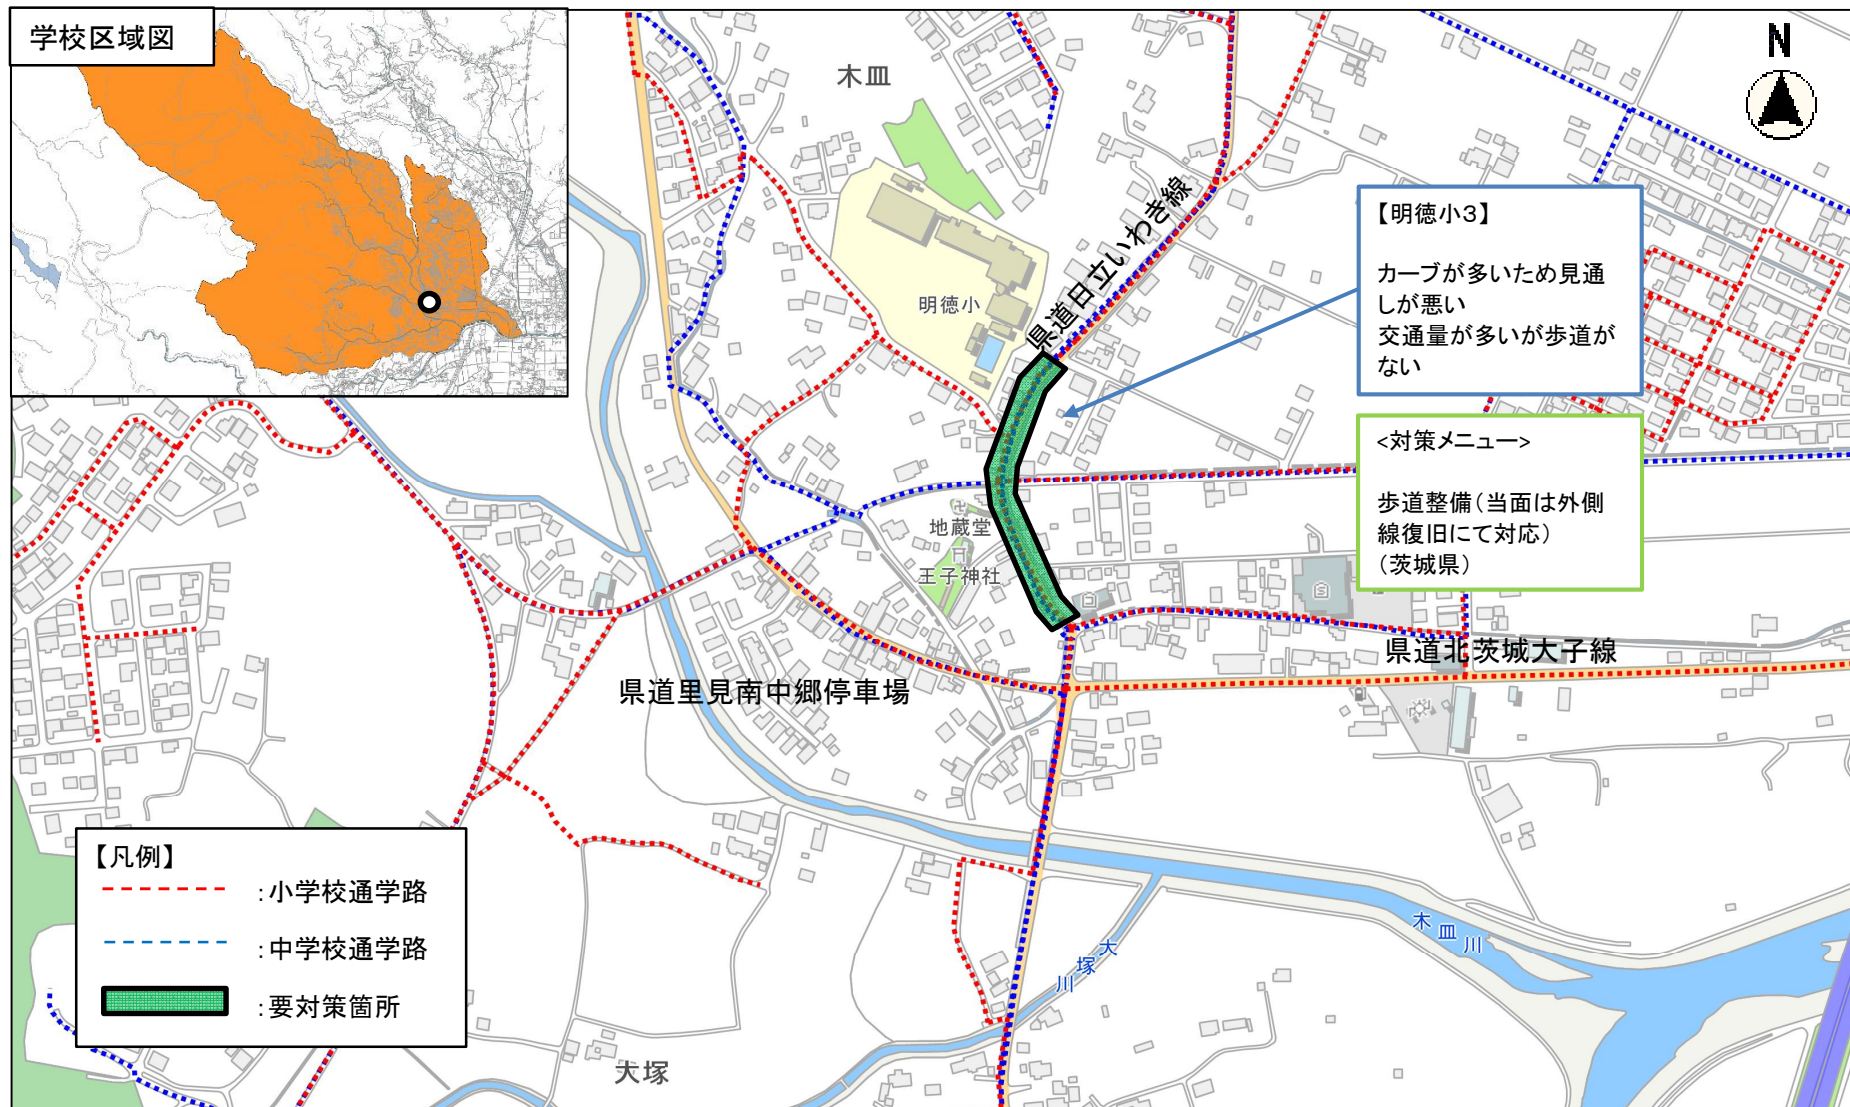 学校区域図
N
木皿
県道日立いわき線
明徳小
【明徳小3】
カーブが多いため見通
しが悪い
交通量が多いが歩道が
ない
<対策メニュー>
歩道整備(当面は外側
線復旧にて対応)
(茨城県)
地蔵堂
王子神社
県道北茨城大子線
県道里見南中郷停車場
【凡例】
:小学校通学路
:中学校通学路
:要対策箇所
木皿川
大塚川
大塚